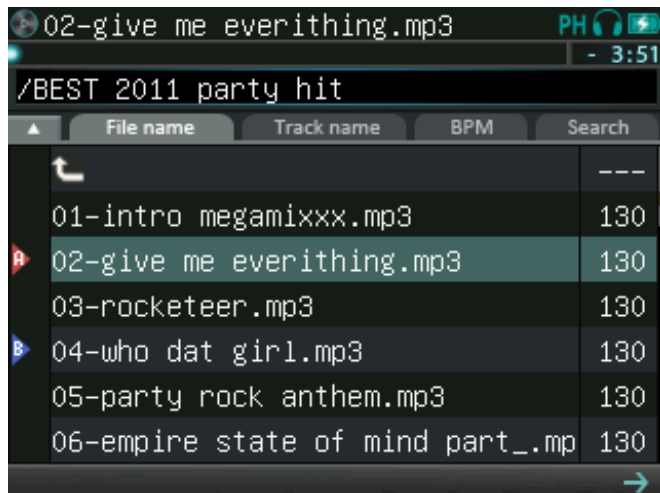 02-give me everithing.mp3 PH
- 3:51
/BEST 2011 party hit
File name Track name BPM Search
---
01-intro megamixxx.mp3 130
A 02-give me everithing.mp3 130
03-rocketeer.mp3 130
B 04-who dat girl.mp3 130
05-party rock anthem.mp3 130
06-empire state of mind part_.mp 130